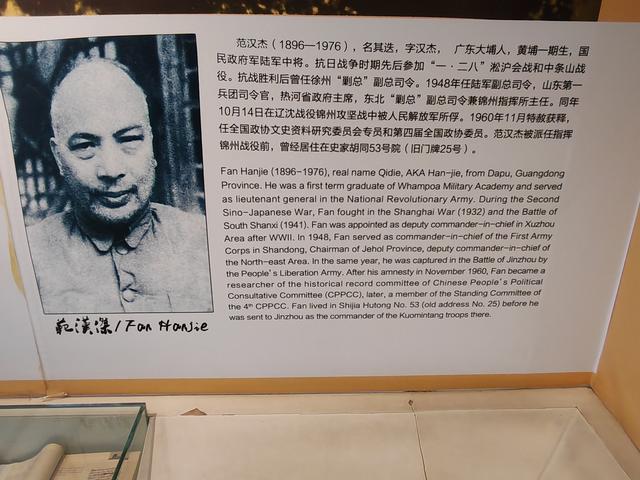 范汉杰（1896—1976），名其迭，字汉杰， 广东大埔人，黄埔一期生，国
民政府军陆军中将。抗日战争时期先后参加“一·二八”淞沪会战和中条山战
役。抗战胜利后曾任徐州“剿总”副总司令。1948年任陆军副总司令，山东第一
兵团司令官，热河省政府主席，东北“剿总”副总司令兼锦州指挥所主任。同年
10月14日在辽沈战役锦州攻坚战中被人民解放军所俘。1960年11月特赦获释，
任全国政协文史资料研究委员会专员和第四届全国政协委员。范汉杰被派任指挥
锦州战役前，曾经居住在史家胡同53号院（旧门牌25号）。
Fan Hanjie (1896-1976), real name Qidie, AKA Han-jie, from Dapu, Guangdong
Province. He was a first term graduate of Whampoa Military Academy and served
as lieutenant general in the National Revolutionary Army. During the Second
Sino-Japanese War, Fan fought in the Shanghai War (1932) and the Battle of
South Shanxi (1941). Fan was appointed as deputy commander-in-chief in Xuzhou
Area after WWII. In 1948, Fan served as commander-in-chief of the First Army
Corps in Shandong, Chairman of Jehol Province, deputy commander-in-chief of
the North-east Area. In the same year, he was captured in the Battle of Jinzhou by
the People's Liberation Army. After his amnesty in November 1960, Fan became a
researcher of the historical record committee of Chinese People's Political
Consultative Committee (CPPCC), later, a member of the Standing Committee of
the 4th CPPCC. Fan lived in Shijia Hutong No. 53 (old address No. 25) before he
was sent to Jinzhou as the commander of the Kuomintang troops there.
范漢傑/Fan Hanjie